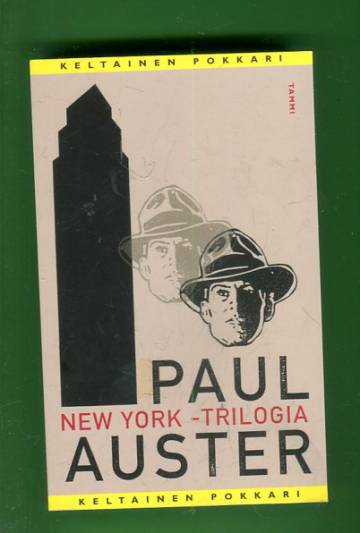 KELTAINEN POKKARI
TAMMI
PAUL
NEW YORK -TRILOGIA
AUSTER
KELTAINEN POKKARI